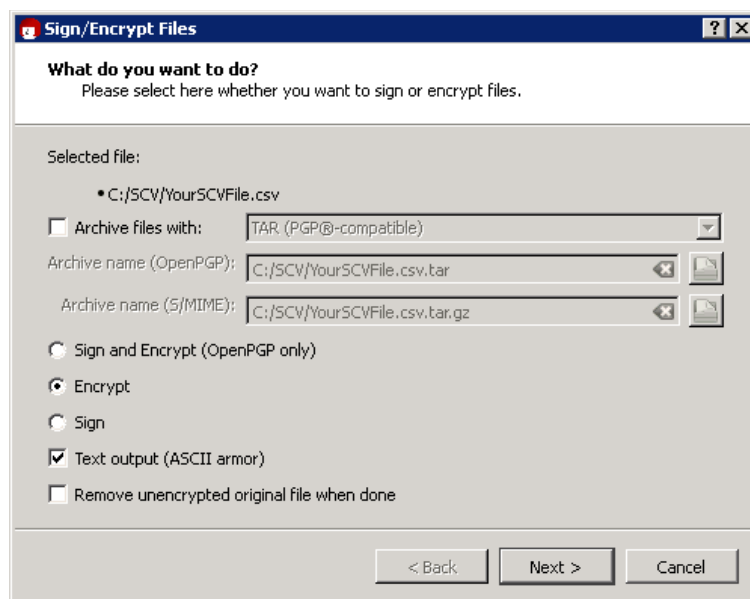 Sign/Encrypt Files
What do you want to do?
Please select here whether you want to sign or encrypt files.
Selected file:
• C:/SCV/YourSCVFile.csv
Archive files with: TAR (PGP®-compatible)
Archive name (OpenPGP): C:/SCV/YourSCVFile.csv.tar
Archive name (S/MIME): C:/SCV/YourSCVFile.csv.tar.gz
Sign and Encrypt (OpenPGP only)
Encrypt
Sign
Text output (ASCII armor)
Remove unencrypted original file when done
< Back Next > Cancel